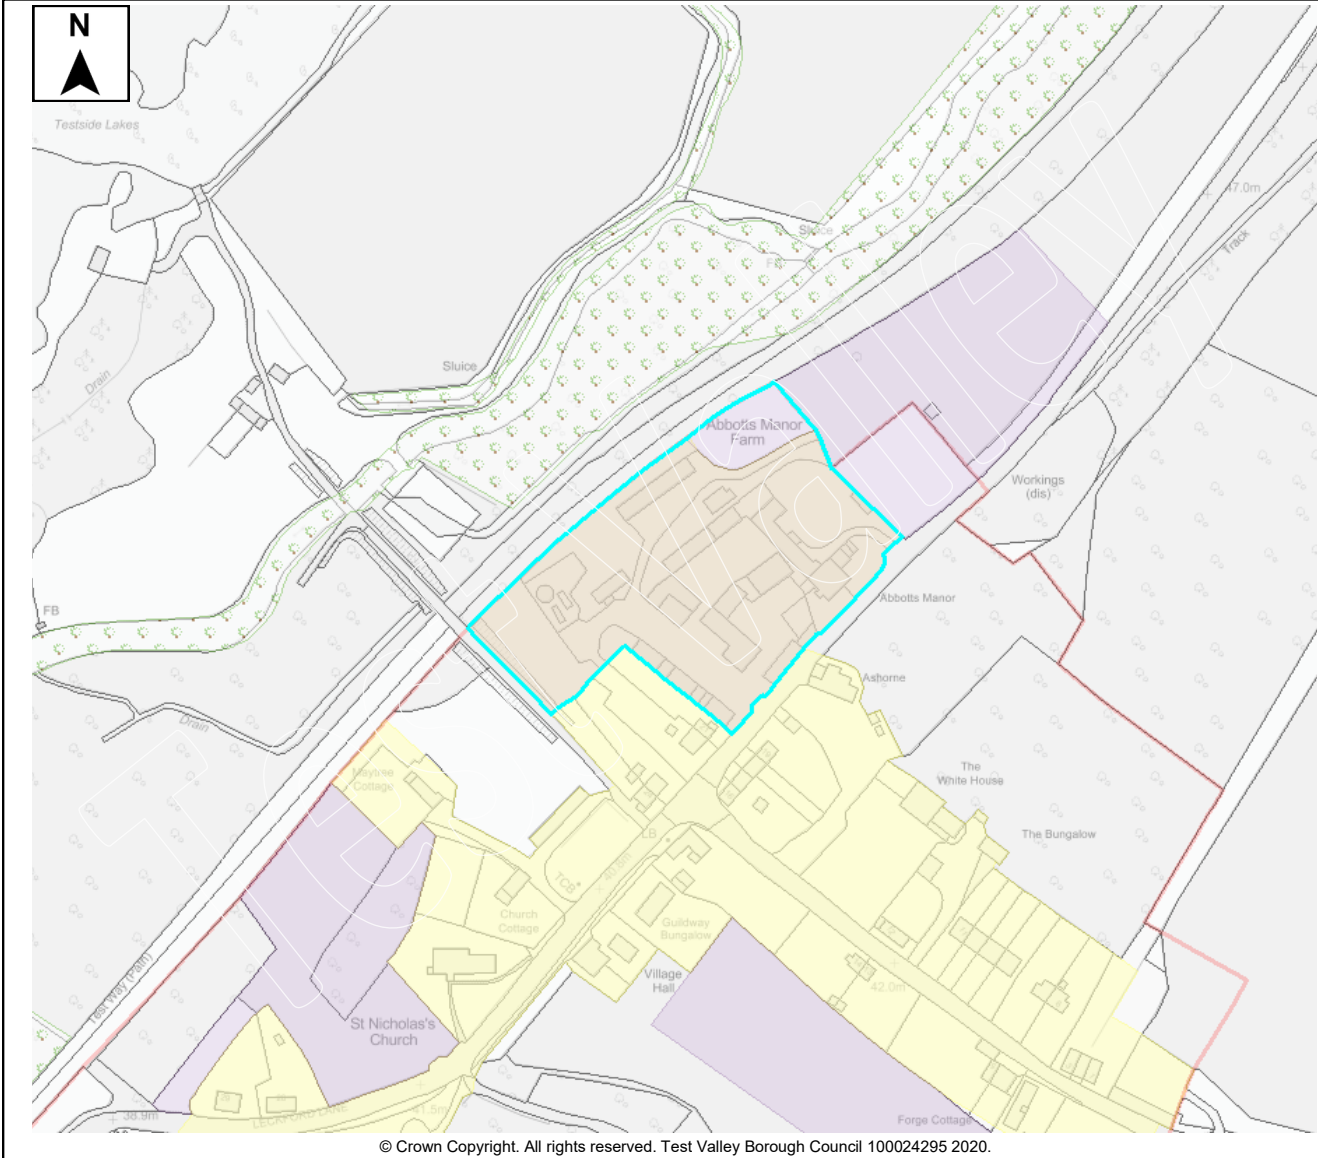 N
Testside Lakes
47.0m
Sluice
FB
Track
Sluice
Drain
Abbotts Manor
Farm
Workings
(dis)
FB
Abbotts Manor
Ashorne
Drain
The
White House
Maytree
Cottage
The Bungalow
LB
40.8m
TCB
Church
Cottage
Guildway
Bungalow
Village
Hall
42.0m
Test Way (Path)
St Nicholas's
Church
38.9m
LECKFORD LANE
41.5m
Forge Cottage
© Crown Copyright. All rights reserved. Test Valley Borough Council 100024295 2020.